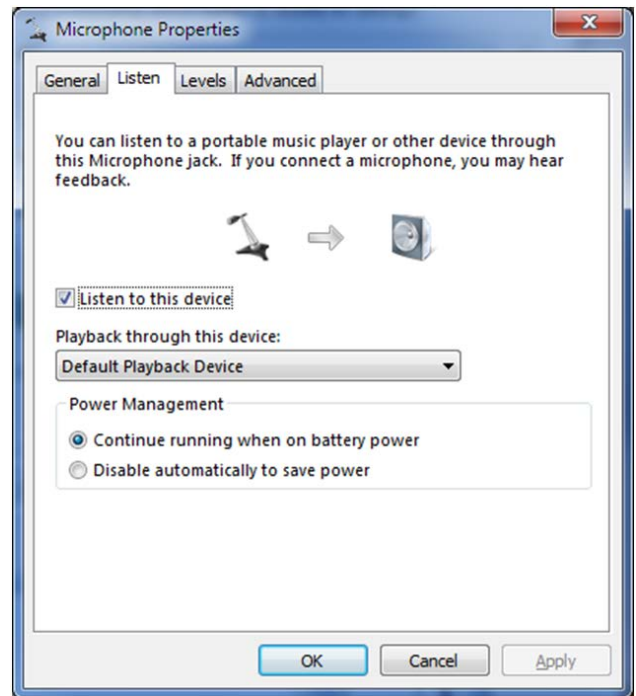 Microphone Properties
General Listen Levels Advanced
You can listen to a portable music player or other device through
this Microphone jack.  If you connect a microphone, you may hear
feedback.
Listen to this device
Playback through this device:
Default Playback Device
Power Management
Continue running when on battery power
Disable automatically to save power
OK Cancel Apply